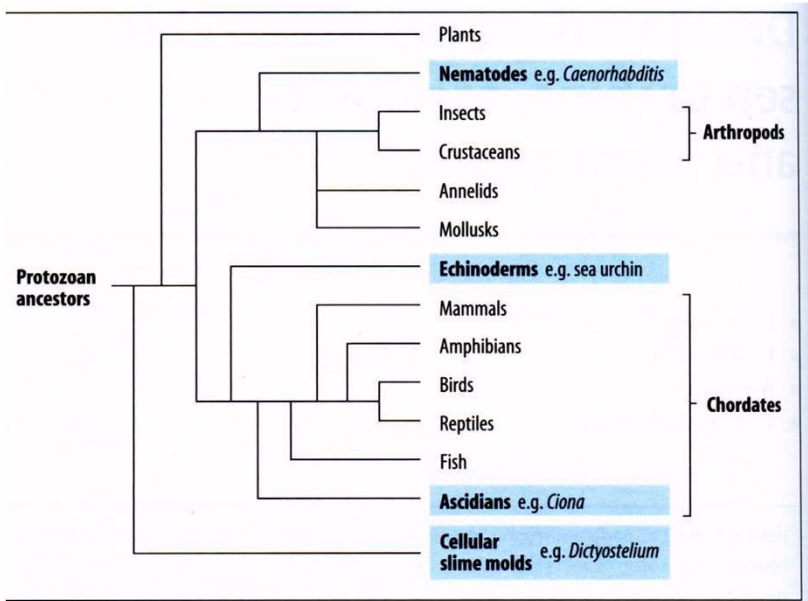 Plants
Nematodes e.g. Caenorhabditis
Insects
Crustaceans
Arthropods
Annelids
Mollusks
Protozoan
ancestors
Echinoderms e.g. sea urchin
Mammals
Amphibians
Birds
Reptiles
Chordates
Fish
Ascidians e.g. Ciona
Cellular
slime molds e.g. Dictyostelium